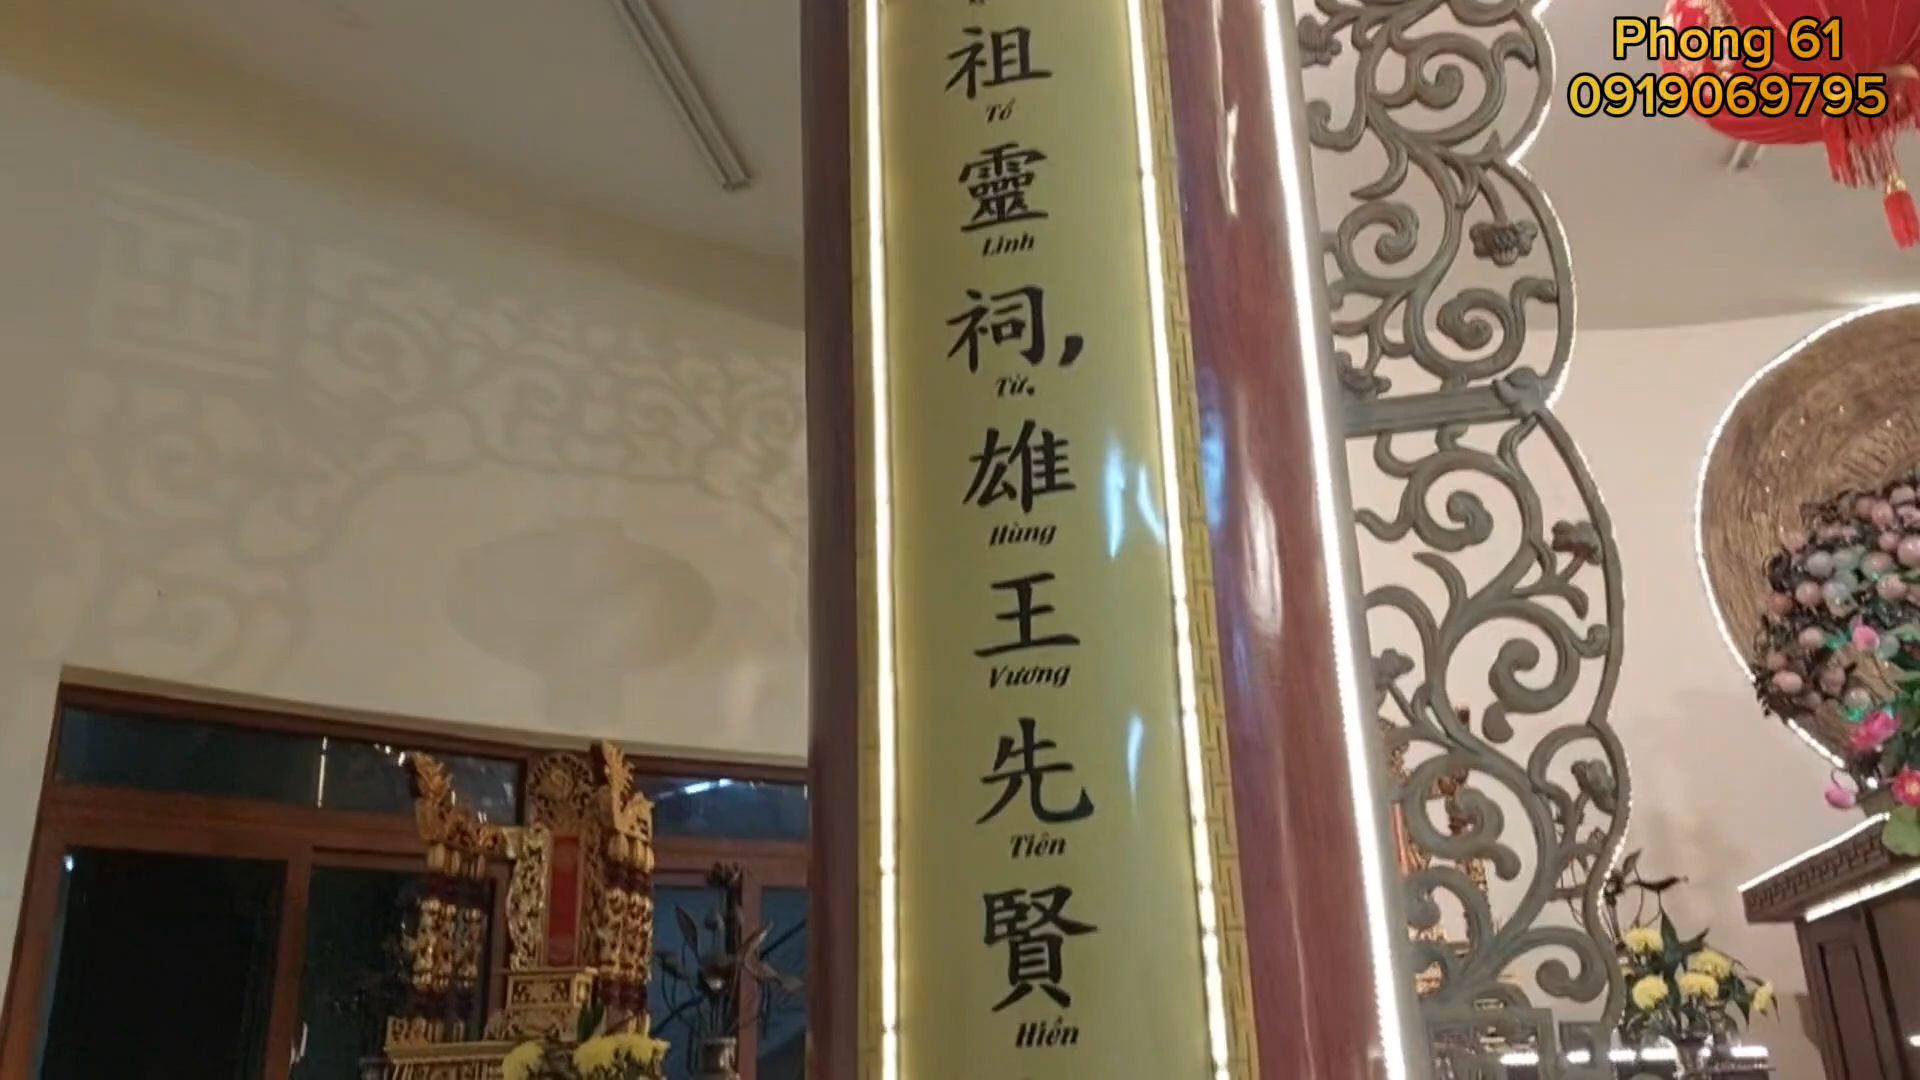 Phong 61
0919069795
祖
Tổ
靈
Linh
祠,
Từ,
雄
Hùng
王
Vương
先
Tiên
賢
Hiền